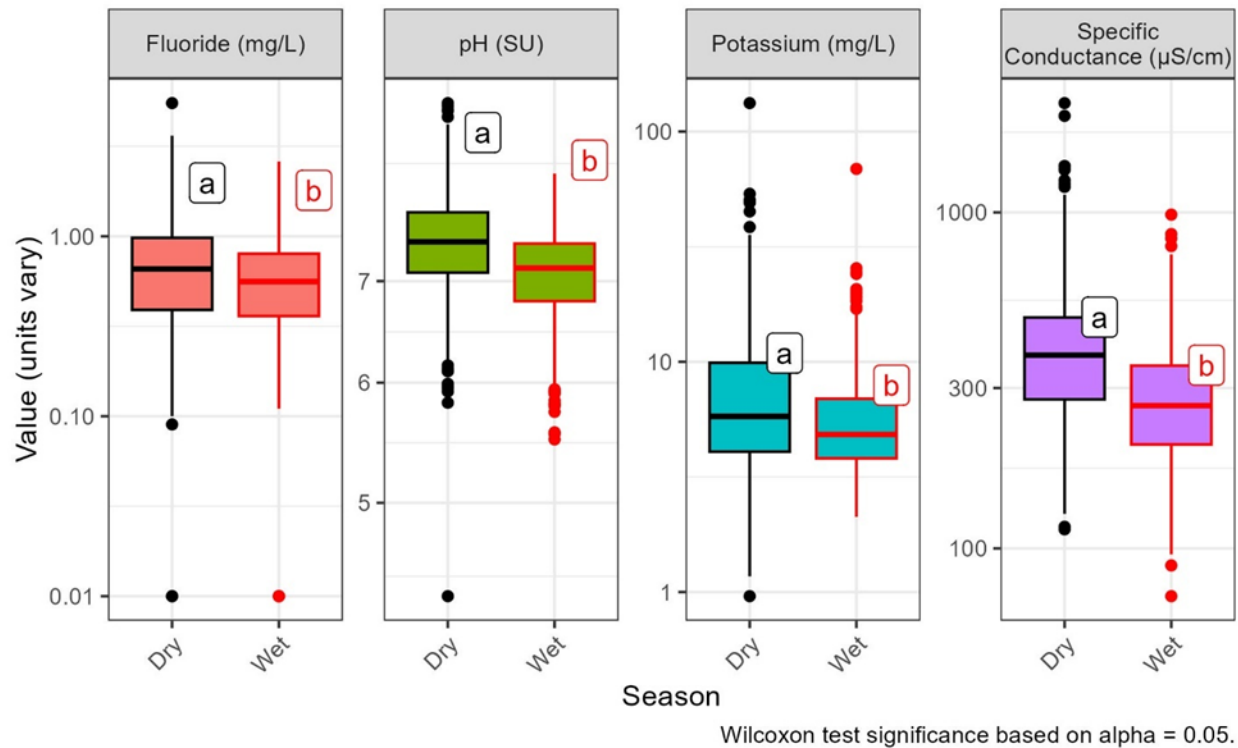 Fluoride (mg/L)
pH (SU)
Potassium (mg/L)
Specific
Conductance (µS/cm)
Value (units vary)
1.00
0.10
0.01
a
b
Dry
Wet
7
6
5
a
b
Dry
Wet
100
10
1
a
b
Dry
Wet
1000
300
100
a
b
Dry
Wet
Season
Wilcoxon test significance based on alpha = 0.05.